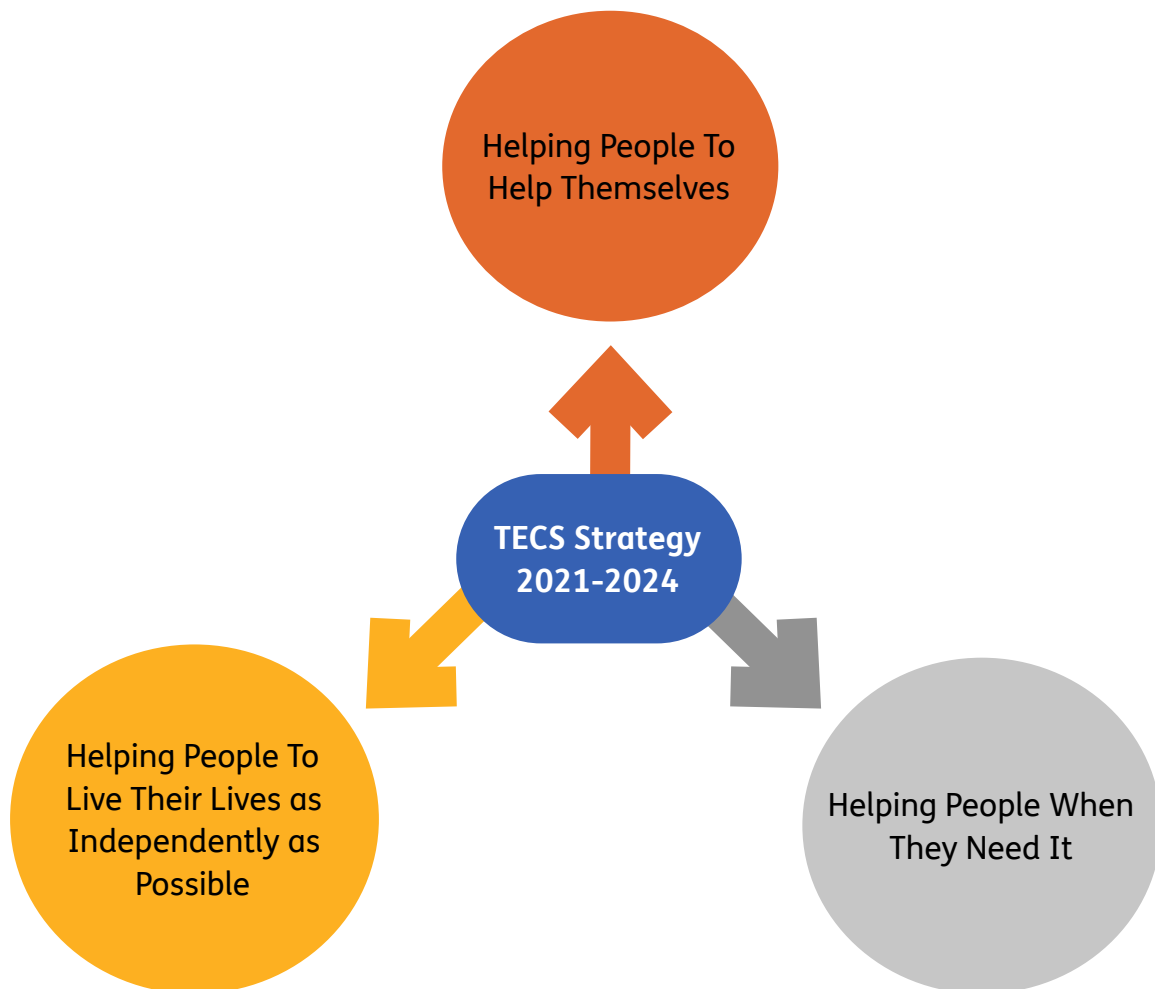 Helping People To
Help Themselves
TECS Strategy
2021-2024
Helping People To
Live Their Lives as
Independently as
Possible
Helping People When
They Need It